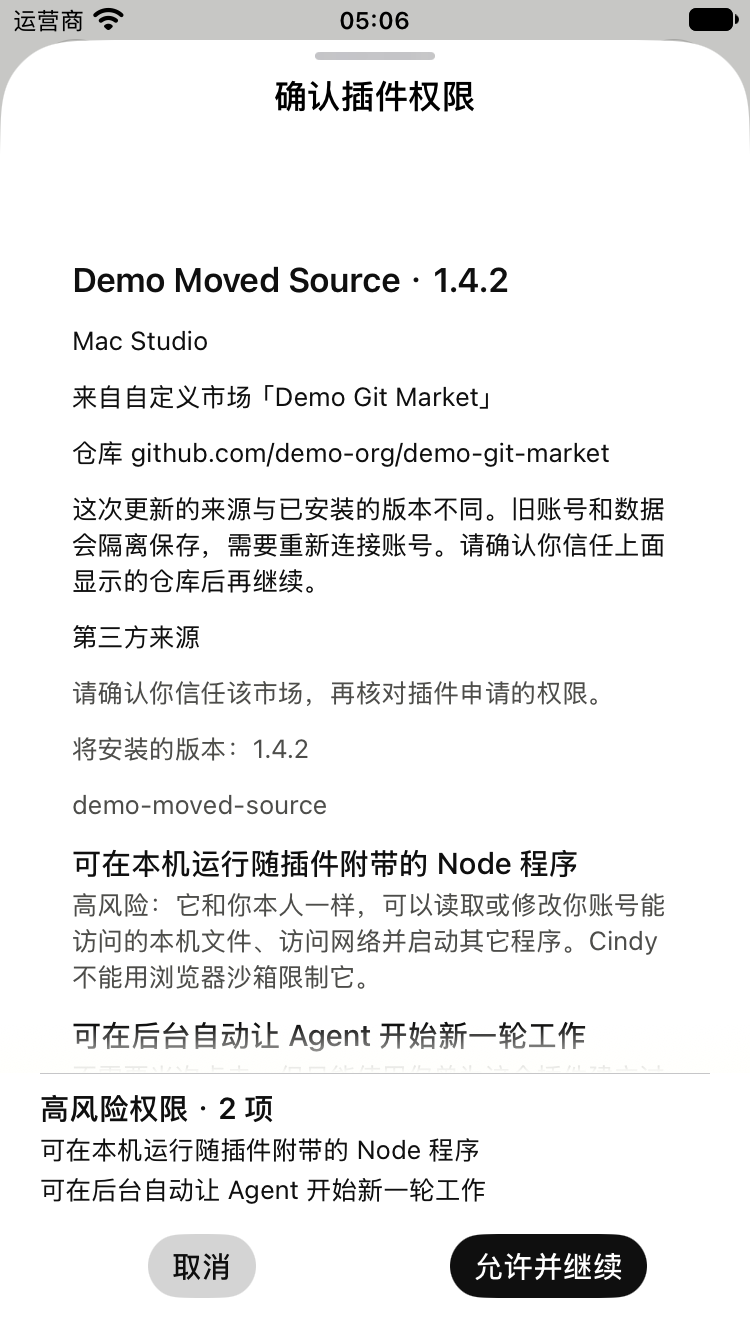 运营商
05:06
确认插件权限
Demo Moved Source · 1.4.2
Mac Studio
来自自定义市场「Demo Git Market」
仓库 github.com/demo-org/demo-git-market
这次更新的来源与已安装的版本不同。旧账号和数据
会隔离保存，需要重新连接账号。请确认你信任上面
显示的仓库后再继续。
第三方来源
请确认你信任该市场，再核对插件申请的权限。
将安装的版本：1.4.2
demo-moved-source
可在本机运行随插件附带的 Node 程序
高风险：它和你本人一样，可以读取或修改你账号能
访问的本机文件、访问网络并启动其它程序。Cindy
不能用浏览器沙箱限制它。
可在后台自动让 Agent 开始新一轮工作
高风险权限 · 2 项
可在本机运行随插件附带的 Node 程序
可在后台自动让 Agent 开始新一轮工作
取消
允许并继续